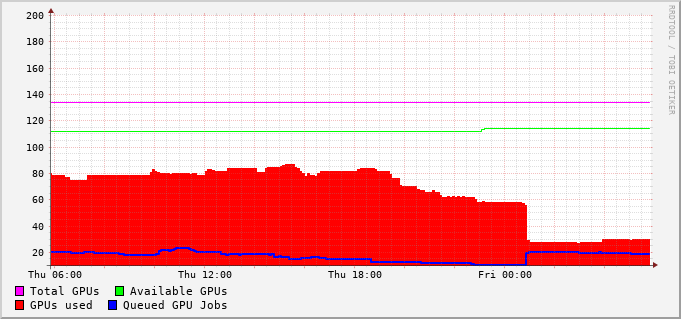 200
180
160
140
120
100
80
60
40
20
Thu 06:00 Thu 12:00 Thu 18:00 Fri 00:00
Total GPUs Available GPUs
GPUs used Queued GPU Jobs
RRDTOOL / TOBI OETIKER